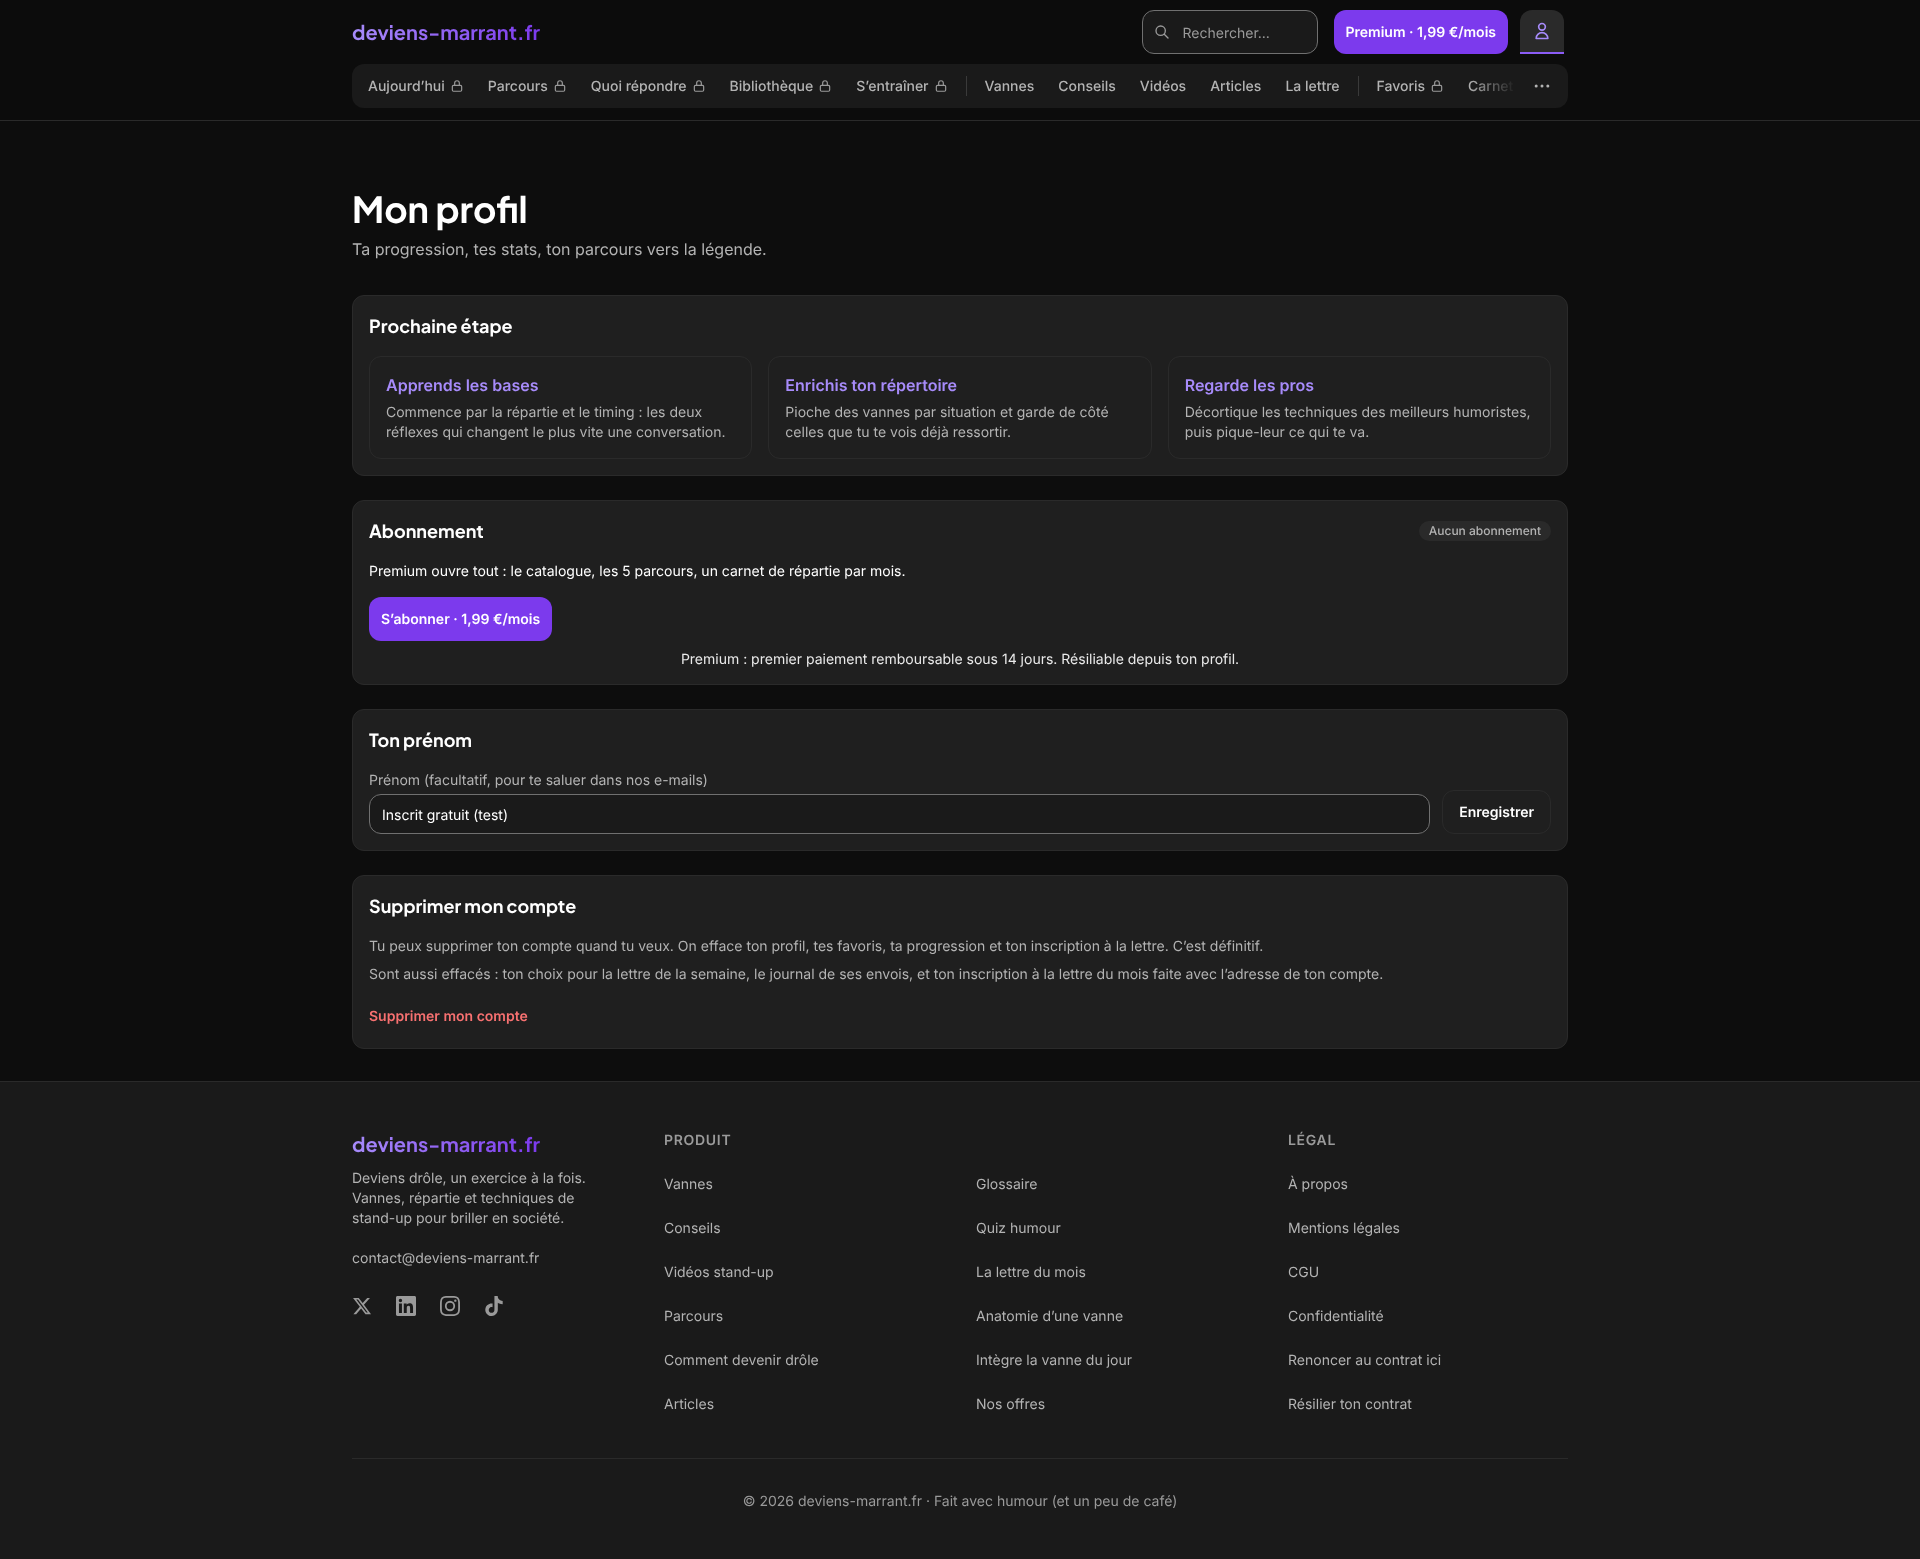 deviens-marrant.fr
Rechercher...
Premium · 1,99 €/mois
Aujourd’hui
Parcours
Quoi répondre
Bibliothèque
S’entraîner
Vannes
Conseils
Vidéos
Articles
La lettre
Favoris
Carnet
Mon profil
Ta progression, tes stats, ton parcours vers la légende.
Prochaine étape
Apprends les bases
Commence par la répartie et le timing : les deux
réflexes qui changent le plus vite une conversation.
Enrichis ton répertoire
Pioche des vannes par situation et garde de côté
celles que tu te vois déjà ressortir.
Regarde les pros
Décortique les techniques des meilleurs humoristes,
puis pique-leur ce qui te va.
Abonnement
Aucun abonnement
Premium ouvre tout : le catalogue, les 5 parcours, un carnet de répartie par mois.
S’abonner · 1,99 €/mois
Premium : premier paiement remboursable sous 14 jours. Résiliable depuis ton profil.
Ton prénom
Prénom (facultatif, pour te saluer dans nos e-mails)
Inscrit gratuit (test)
Enregistrer
Supprimer mon compte
Tu peux supprimer ton compte quand tu veux. On efface ton profil, tes favoris, ta progression et ton inscription à la lettre. C’est définitif.
Sont aussi effacés : ton choix pour la lettre de la semaine, le journal de ses envois, et ton inscription à la lettre du mois faite avec l’adresse de ton compte.
Supprimer mon compte
deviens-marrant.fr
Deviens drôle, un exercice à la fois.
Vannes, répartie et techniques de
stand-up pour briller en société.
contact@deviens-marrant.fr
PRODUIT
Vannes
Conseils
Vidéos stand-up
Parcours
Comment devenir drôle
Articles
Glossaire
Quiz humour
La lettre du mois
Anatomie d’une vanne
Intègre la vanne du jour
Nos offres
LÉGAL
À propos
Mentions légales
CGU
Confidentialité
Renoncer au contrat ici
Résilier ton contrat
© 2026 deviens-marrant.fr · Fait avec humour (et un peu de café)